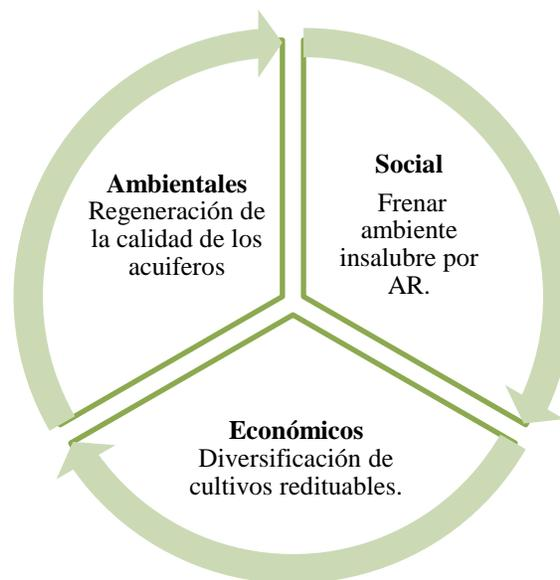 Ambientales
Regeneración de
la calidad de los
acuiferos
Social
Frenar
ambiente
insalubre por
AR.
Económicos
Diversificación de
cultivos redituables.